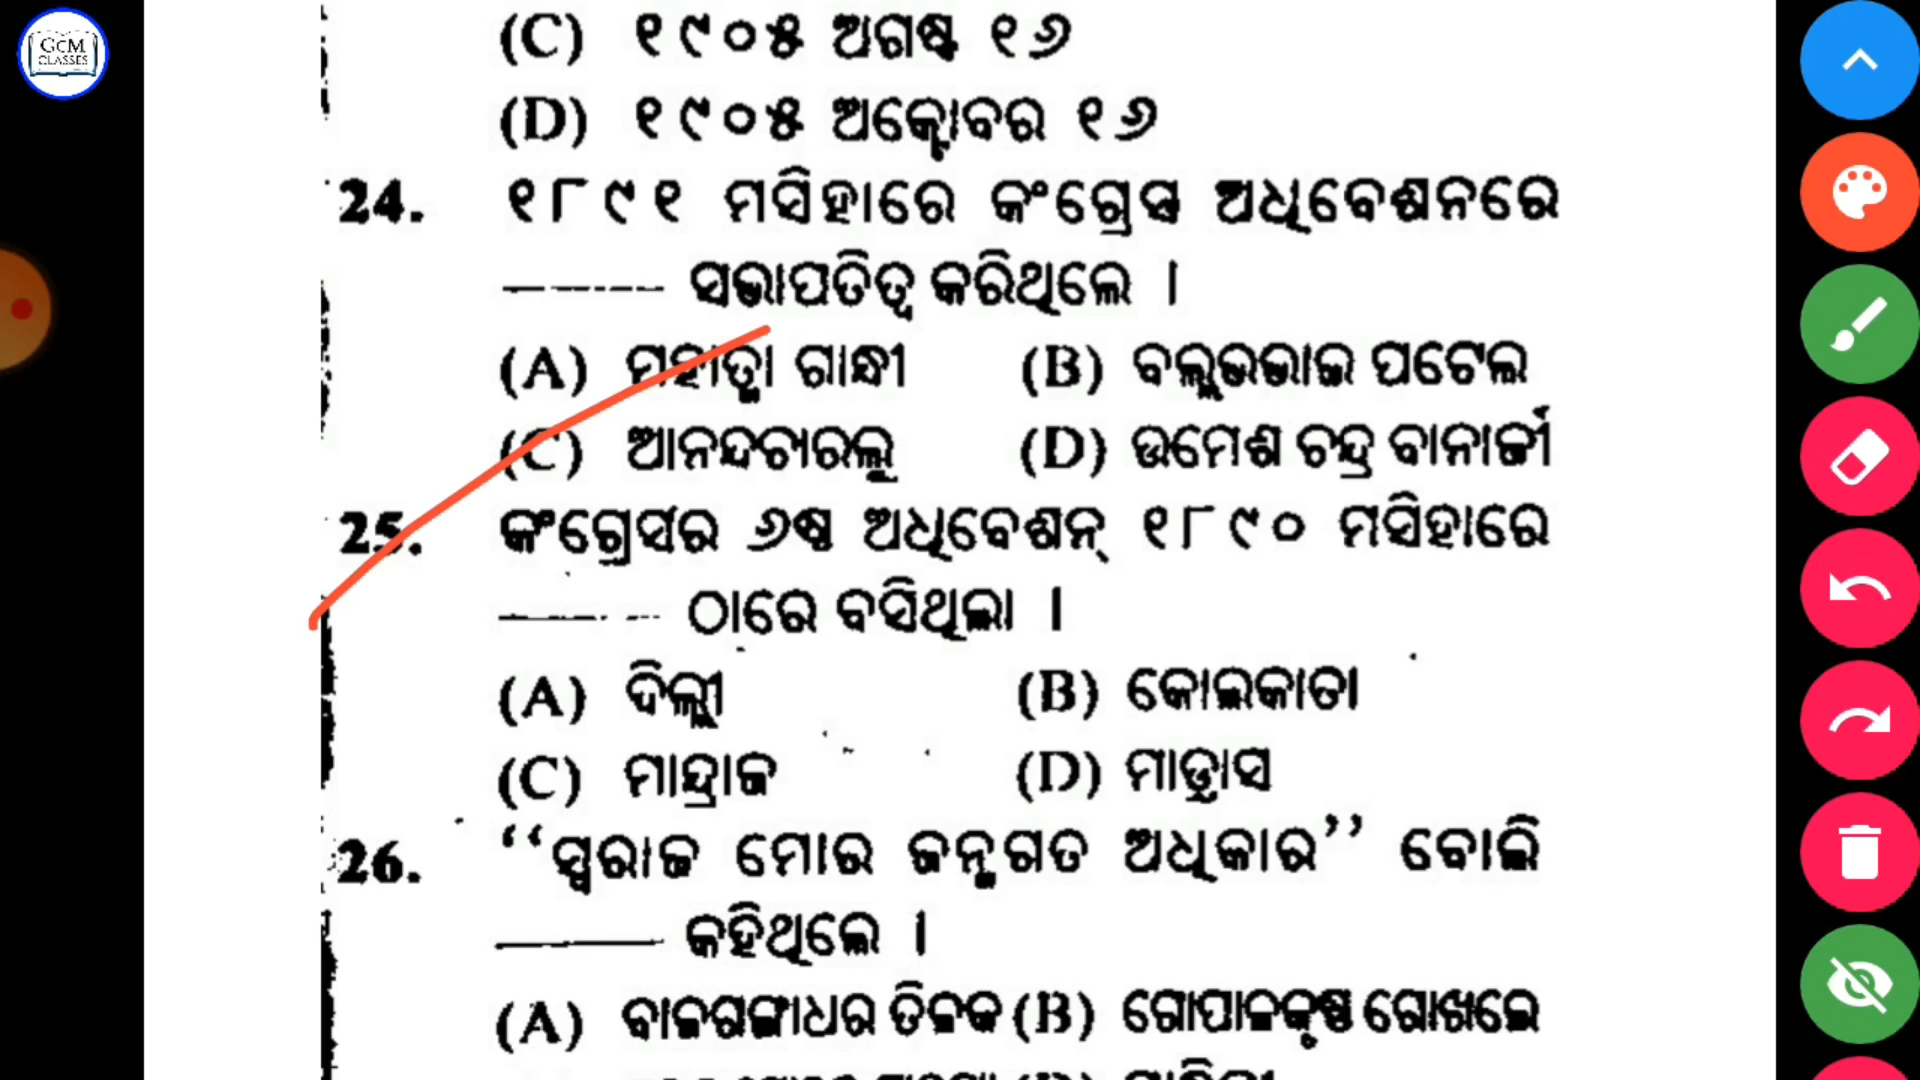 GCM
CLASSES
(C) ୧୯୦୫ ଅଗଷ୍ଟ ୧୬
(D) ୧୯୦୫ ଅକ୍ଟୋବର ୧୬
24. ୧୮୯୧ ମସିହାରେ କଂଗ୍ରେସ ଅଧିବେଶନରେ
———— ସଭାପତିତ୍ୱ କରିଥିଲେ ।
(A) ମହାତ୍ମା ଗାନ୍ଧୀ (B) ବଲ୍ଲଭଭାଇ ପଟେଲ
(C) ଆନନ୍ଦଚାରଲୁ (D) ଉମେଶ ଚନ୍ଦ୍ର ବାନାର୍ଜୀ
25. କଂଗ୍ରେସର ୬ଷ୍ଠ ଅଧିବେଶନ୍ ୧୮୯୦ ମସିହାରେ
———— ଠାରେ ବସିଥିଲା ।
(A) ଦିଲ୍ଲୀ (B) କୋଲକାତା
(C) ମାନ୍ଦ୍ରାଜ (D) ମାଡ୍ରାସ
26. ‘‘ସ୍ୱରାଜ ମୋର ଜନ୍ମଗତ ଅଧିକାର’’ ବୋଲି
———— କହିଥିଲେ ।
(A) ବାଳଗଙ୍ଗାଧର ତିଳକ (B) ଗୋପାଳକୃଷ୍ଣ ଗୋଖଲେ